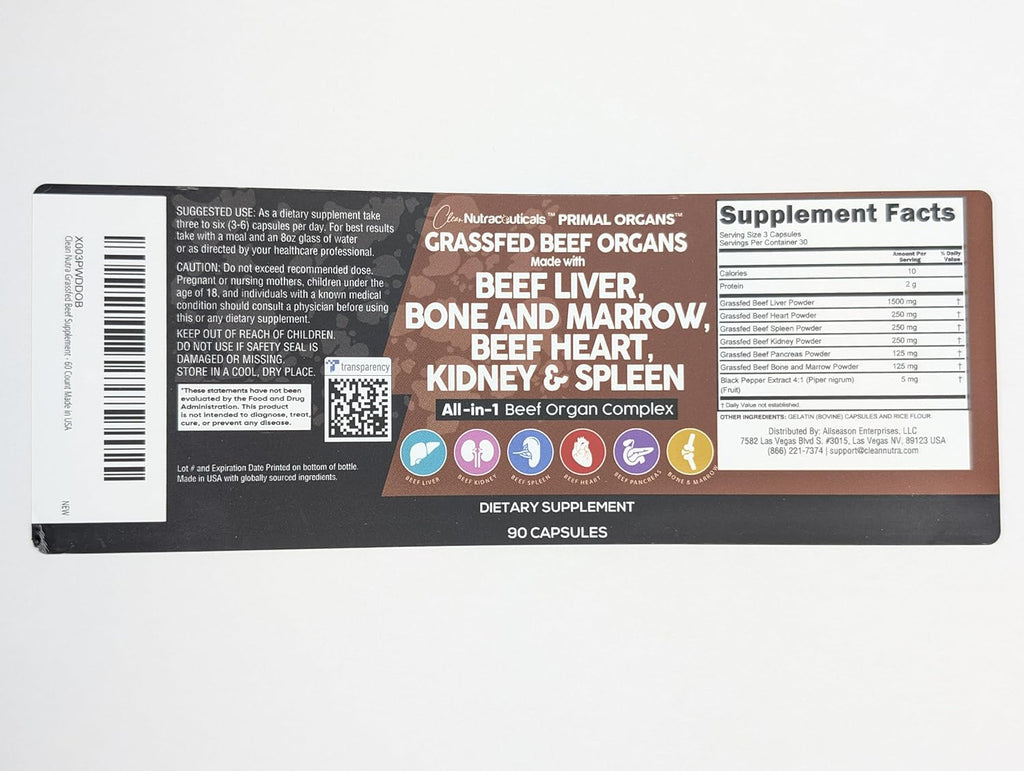 X003PWDDOB
Clean Nutra Grassfed Beef Supplement - 60 Count Made in USA
NEW
SUGGESTED USE: As a dietary supplement take
three to six (3-6) capsules per day. For best results
take with a meal and an 8oz glass of water
or as directed by your healthcare professional.
CAUTION: Do not exceed recommended dose.
Pregnant or nursing mothers, children under the
age of 18, and individuals with a known medical
condition should consult a physician before using
this or any dietary supplement.
KEEP OUT OF REACH OF CHILDREN.
DO NOT USE IF SAFETY SEAL IS
DAMAGED OR MISSING.
STORE IN A COOL, DRY PLACE.
*These statements have not been
evaluated by the Food and Drug
Administration. This product
is not intended to diagnose, treat,
cure, or prevent any disease.
transparency
Lot # and Expiration Date Printed on bottom of bottle.
Made in USA with globally sourced ingredients.
Clean Nutraceuticals™ PRIMAL ORGANS™
GRASSFED BEEF ORGANS
Made with
BEEF LIVER,
BONE AND MARROW,
BEEF HEART,
KIDNEY & SPLEEN
All-in-1 Beef Organ Complex
BEEF LIVER BEEF KIDNEY BEEF SPLEEN BEEF HEART BEEF PANCREAS BONE & MARROW
DIETARY SUPPLEMENT
90 CAPSULES
Supplement Facts
Serving Size 3 Capsules
Servings Per Container 30
Amount Per Serving % Daily Value
Calories 10
Protein 2 g
Grassfed Beef Liver Powder 1500 mg †
Grassfed Beef Heart Powder 250 mg †
Grassfed Beef Spleen Powder 250 mg †
Grassfed Beef Kidney Powder 250 mg †
Grassfed Beef Pancreas Powder 125 mg †
Grassfed Beef Bone and Marrow Powder 125 mg †
Black Pepper Extract 4:1 (Piper nigrum) 5 mg †
(Fruit)
† Daily Value not established.
OTHER INGREDIENTS: GELATIN (BOVINE) CAPSULES AND RICE FLOUR.
Distributed By: Allseason Enterprises, LLC
7582 Las Vegas Blvd S. #3015, Las Vegas NV, 89123 USA
(866) 221-7374 | support@cleannutra.com